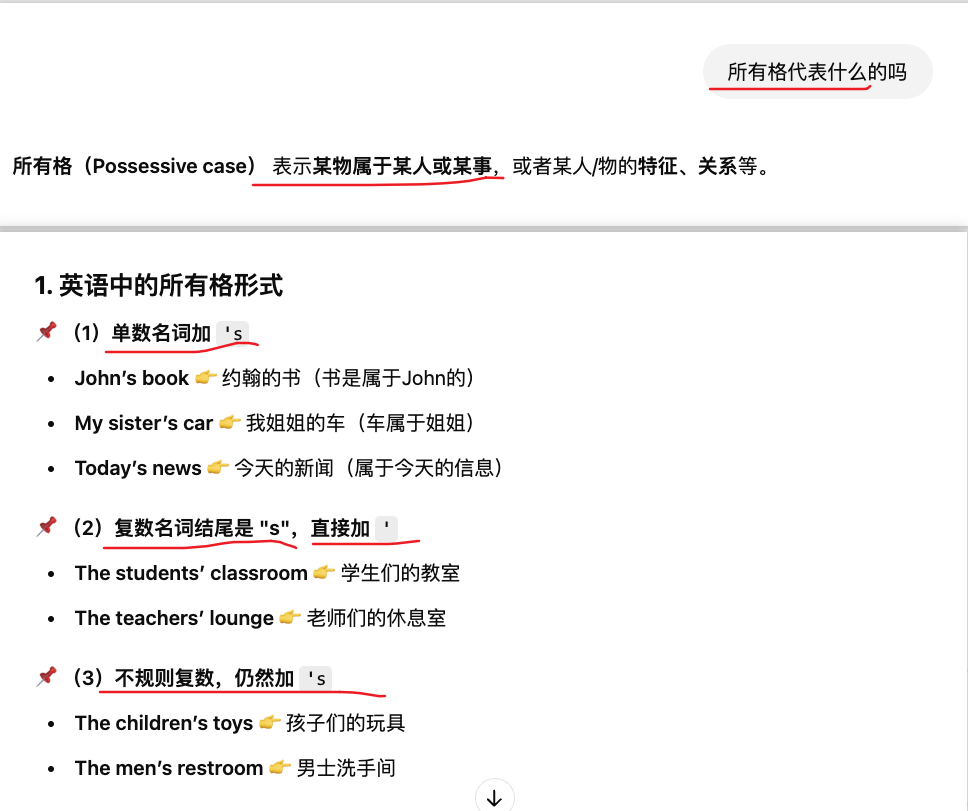 所有格代表什么的吗
所有格（Possessive case） 表示某物属于某人或某事，或者某人/物的特征、关系等。
1. 英语中的所有格形式
📌 （1）单数名词加 's
• John’s book 👉 约翰的书（书是属于John的）
• My sister’s car 👉 我姐姐的车（车属于姐姐）
• Today’s news 👉 今天的新闻（属于今天的信息）
📌 （2）复数名词结尾是 "s"，直接加 '
• The students’ classroom 👉 学生们的教室
• The teachers’ lounge 👉 老师们的休息室
📌 （3）不规则复数，仍然加 's
• The children’s toys 👉 孩子们的玩具
• The men’s restroom 👉 男士洗手间